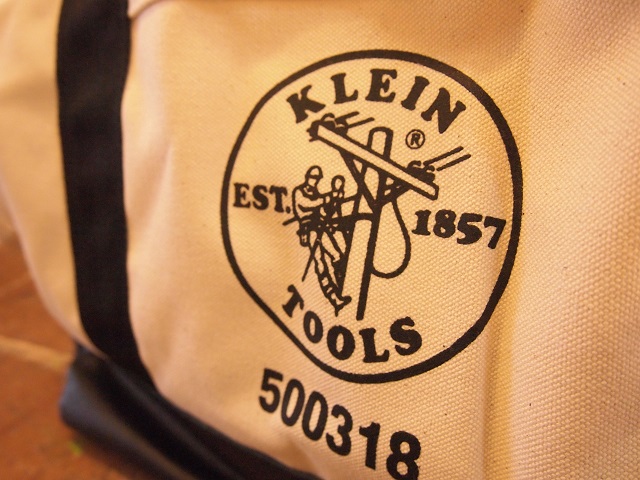 KLEIN
®
EST. 1857
TOOLS
500318